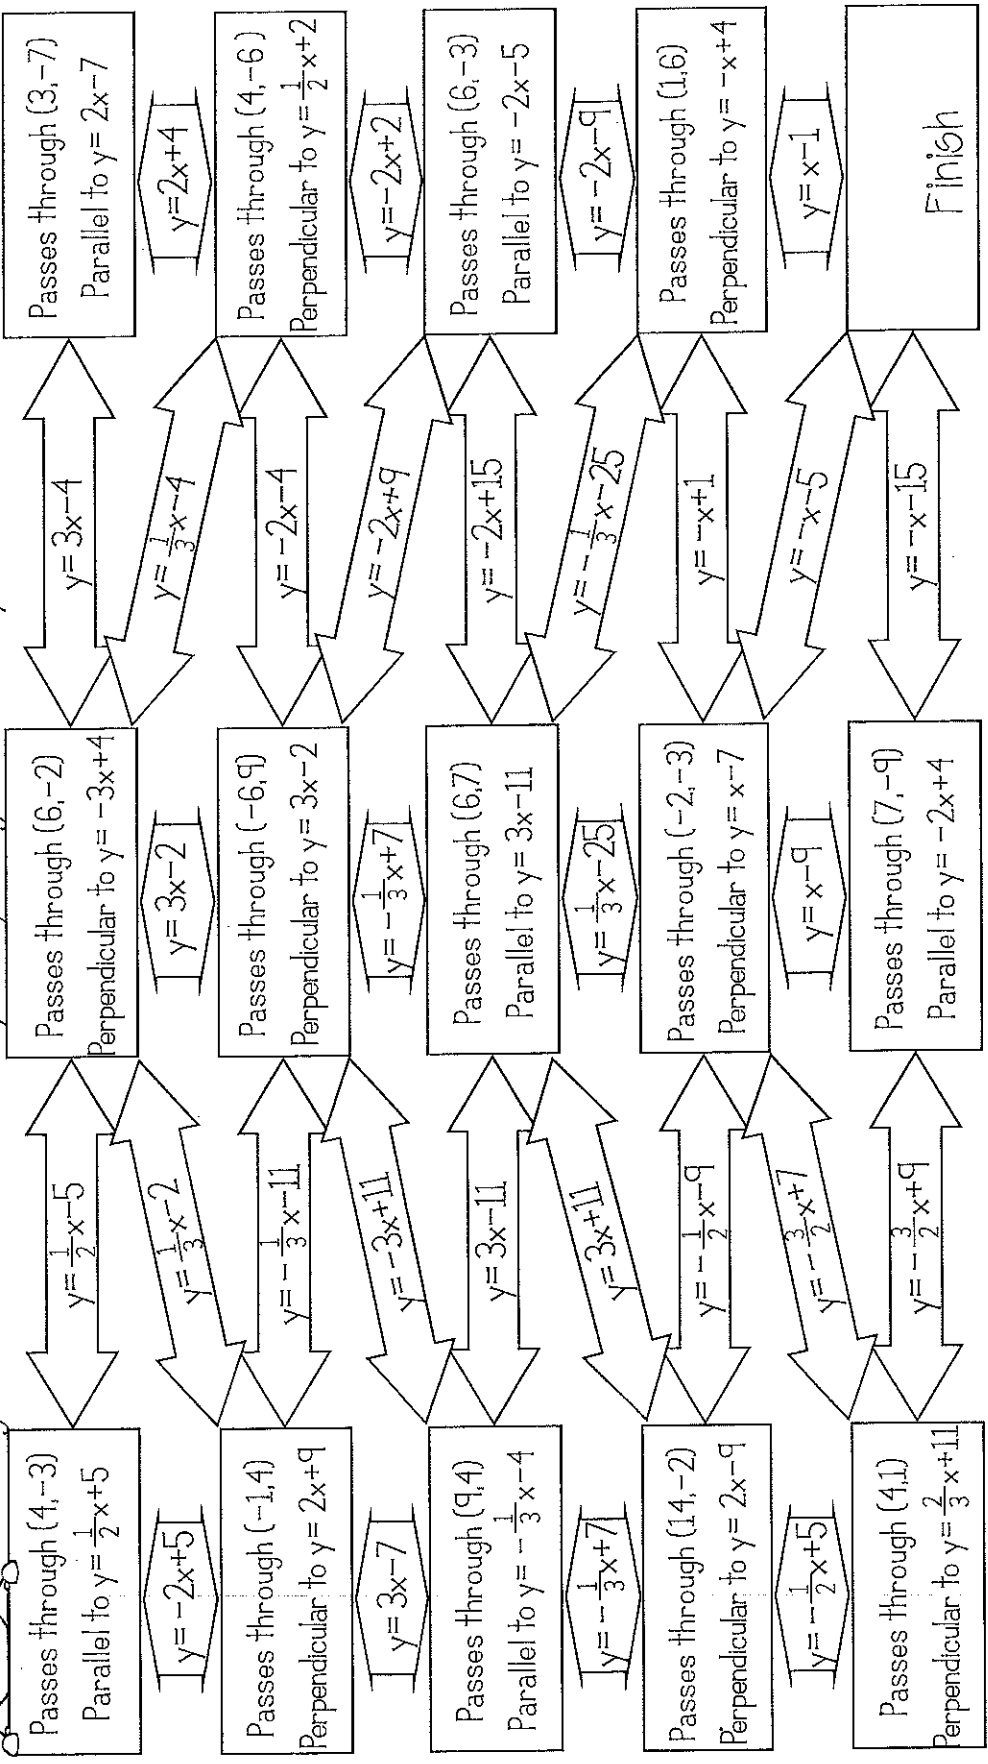 Passes through (4,-3)
Parallel to y=½x+5
y=½x-5
Passes through (6,-2)
Perpendicular to y=-3x+4
y=3x-4
Passes through (3,-7)
Parallel to y=2x-7
y=-2x+5
y=⅓x-2
y=3x-2
y=⅓x-4
y=2x+4
Passes through (-1,4)
Perpendicular to y=2x+9
y=-⅓x-11
Passes through (-6,9)
Perpendicular to y=3x-2
y=-2x-4
Passes through (4,-6)
Perpendicular to y=½x+2
y=3x-7
y=-3x+11
y=-⅓x+7
y=-2x+9
y=-2x+2
Passes through (9,4)
Parallel to y=-⅓x-4
y=3x-11
Passes through (6,7)
Parallel to y=3x-11
y=-2x+15
Passes through (6,-3)
Parallel to y=-2x-5
y=-⅓x+7
y=3x+11
y=⅓x-25
y=-⅓x-25
y=-2x-9
Passes through (14,-2)
Perpendicular to y=2x-9
y=-½x-9
Passes through (-2,-3)
Perpendicular to y=x-7
y=-x+1
Passes through (1,6)
Perpendicular to y=-x+4
y=-½x+5
y=-3/2x+7
y=x-9
y=-x-5
y=x-1
Passes through (4,1)
Perpendicular to y=⅔x+11
y=-3/2x+9
Passes through (7,-9)
Parallel to y=-2x+4
y=-x-15
Finish